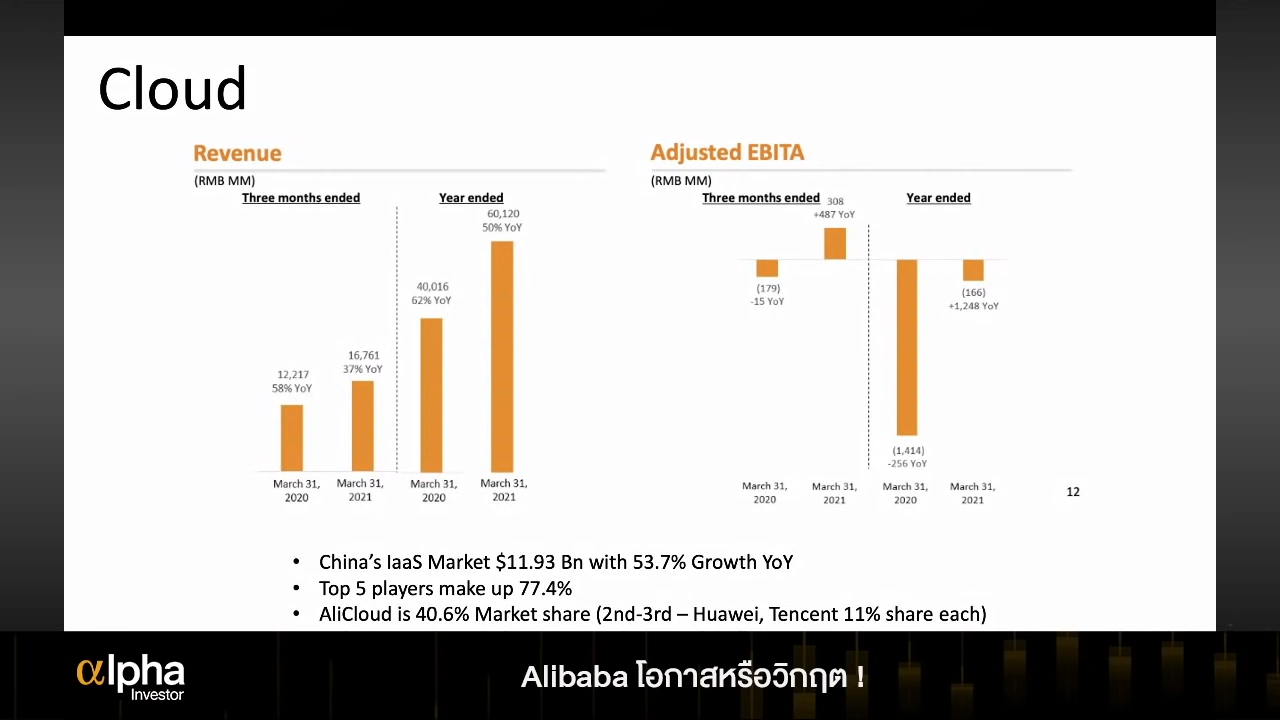 Cloud
Revenue
(RMB MM)
Three months ended
Year ended
12,217
58% YoY
16,761
37% YoY
40,016
62% YoY
60,120
50% YoY
March 31,
2020
March 31,
2021
March 31,
2020
March 31,
2021
Adjusted EBITA
(RMB MM)
Three months ended
Year ended
(179)
-15 YoY
308
+487 YoY
(1,414)
-256 YoY
(166)
+1,248 YoY
March 31,
2020
March 31,
2021
March 31,
2020
March 31,
2021
12
• China’s IaaS Market $11.93 Bn with 53.7% Growth YoY
• Top 5 players make up 77.4%
• AliCloud is 40.6% Market share (2nd-3rd – Huawei, Tencent 11% share each)
αlpha
Investor
Alibaba โอกาสหรือวิกฤต !